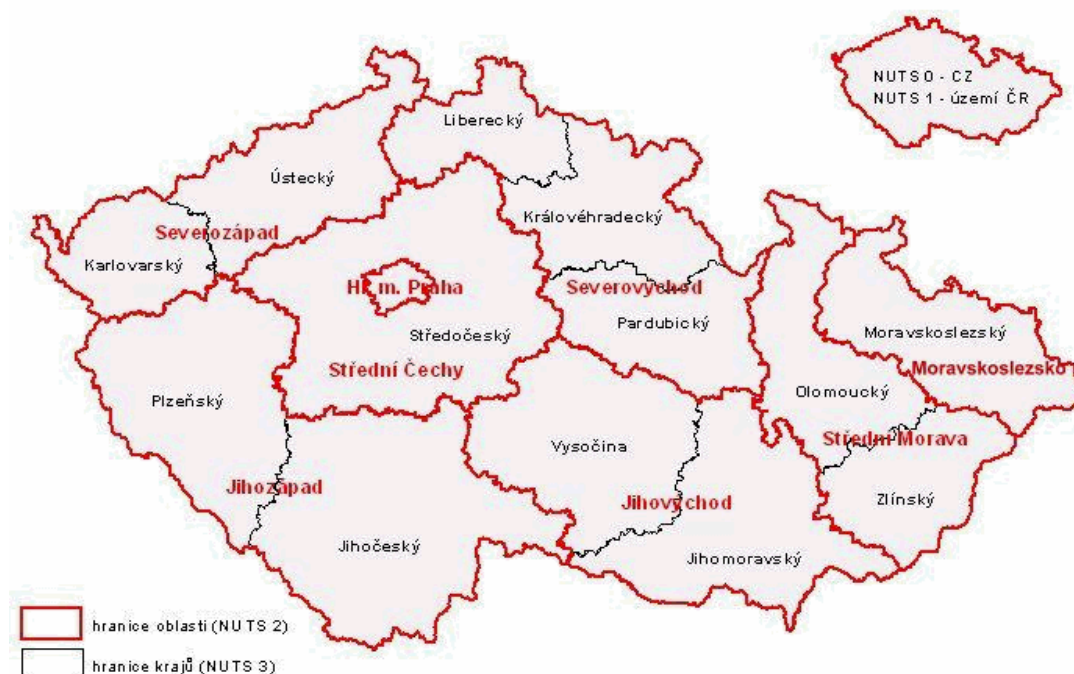 NUTS 0 - CZ
NUTS 1 - území ČR
Liberecký
Ústecký
Královéhradecký
Severozápad
Karlovarský
Hl. m. Praha
Severovýchod
Pardubický
Středočeský
Moravskoslezský
Střední Čechy
Moravskoslezsko
Plzeňský
Olomoucký
Vysočina
Střední Morava
Jihozápad
Jihovýchod
Zlínský
Jihočeský
Jihomoravský
hranice oblastí (NUTS 2)
hranice krajů (NUTS 3)